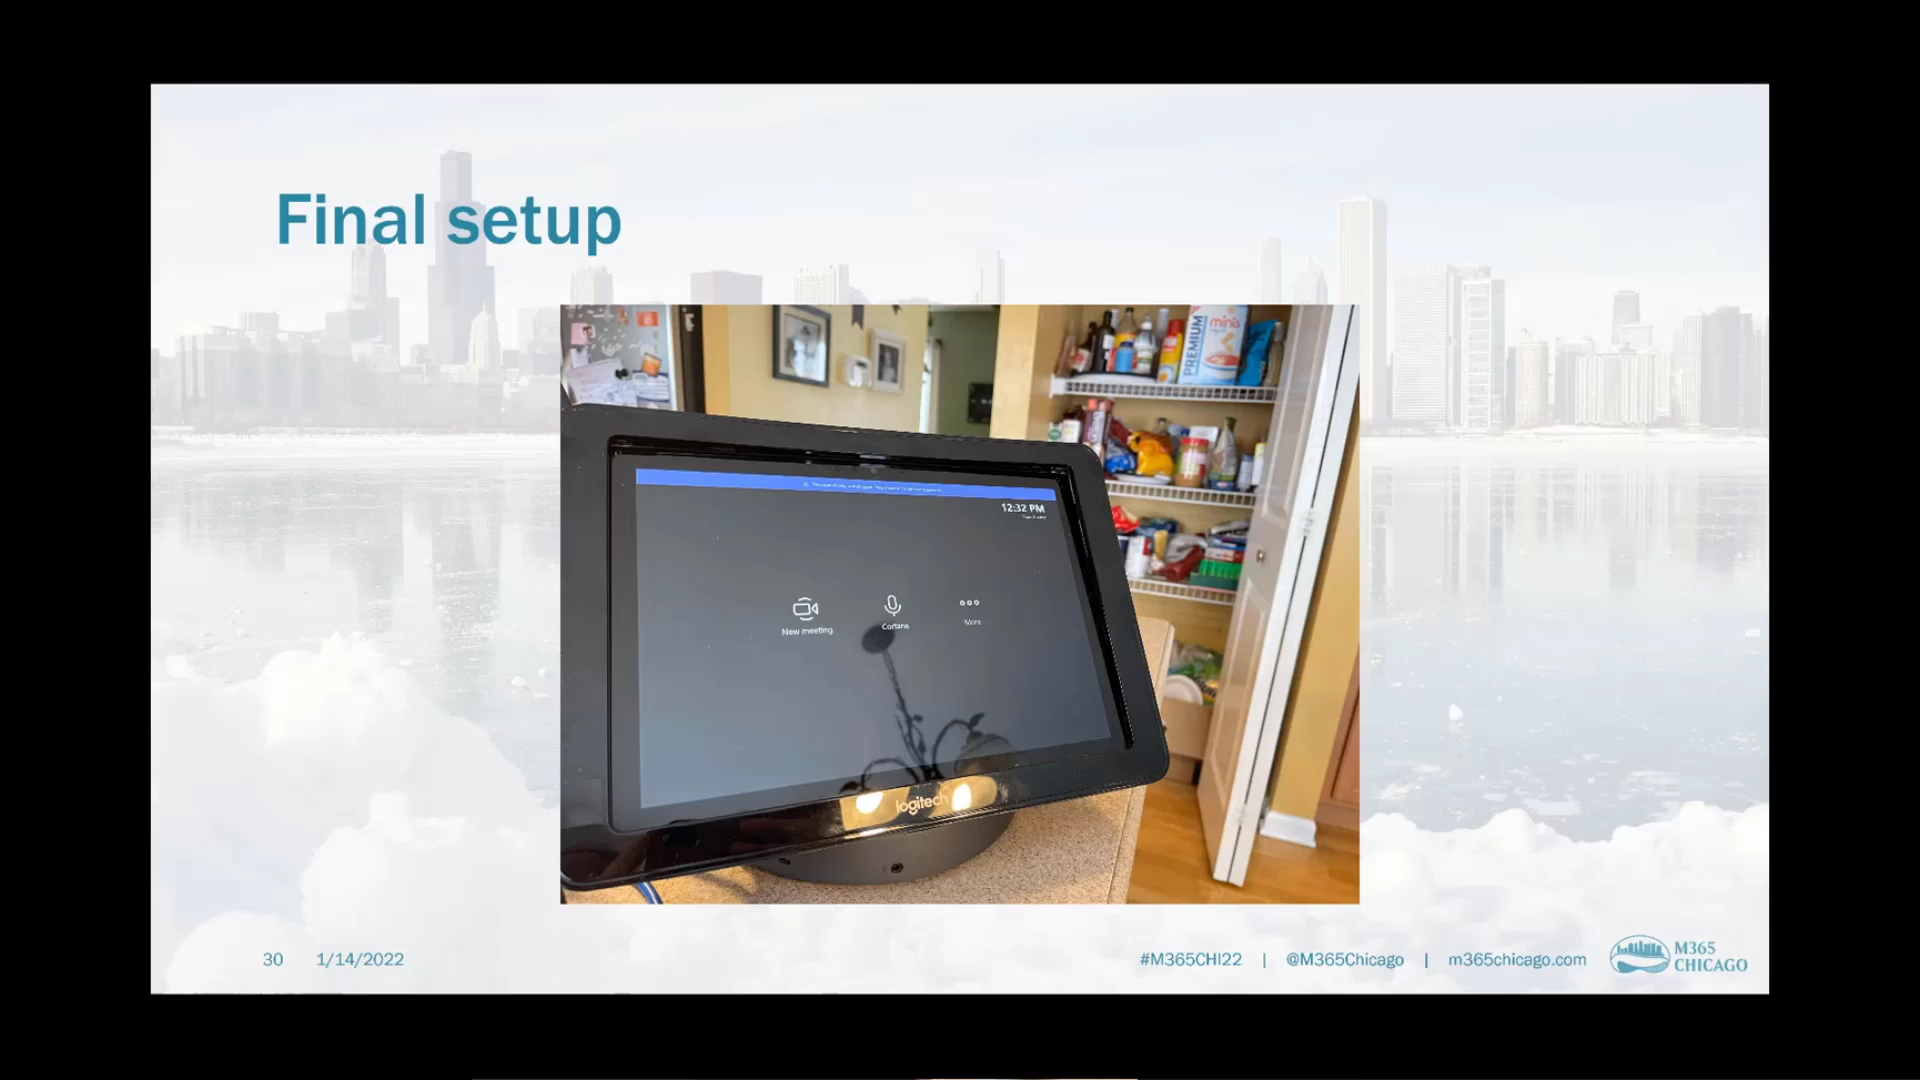 Final setup
PREMIUM
minis
12:32 PM
New meeting
Cortana
More
logitech
30 1/14/2022
#M365CHI22 | @M365Chicago | m365chicago.com
M365
CHICAGO